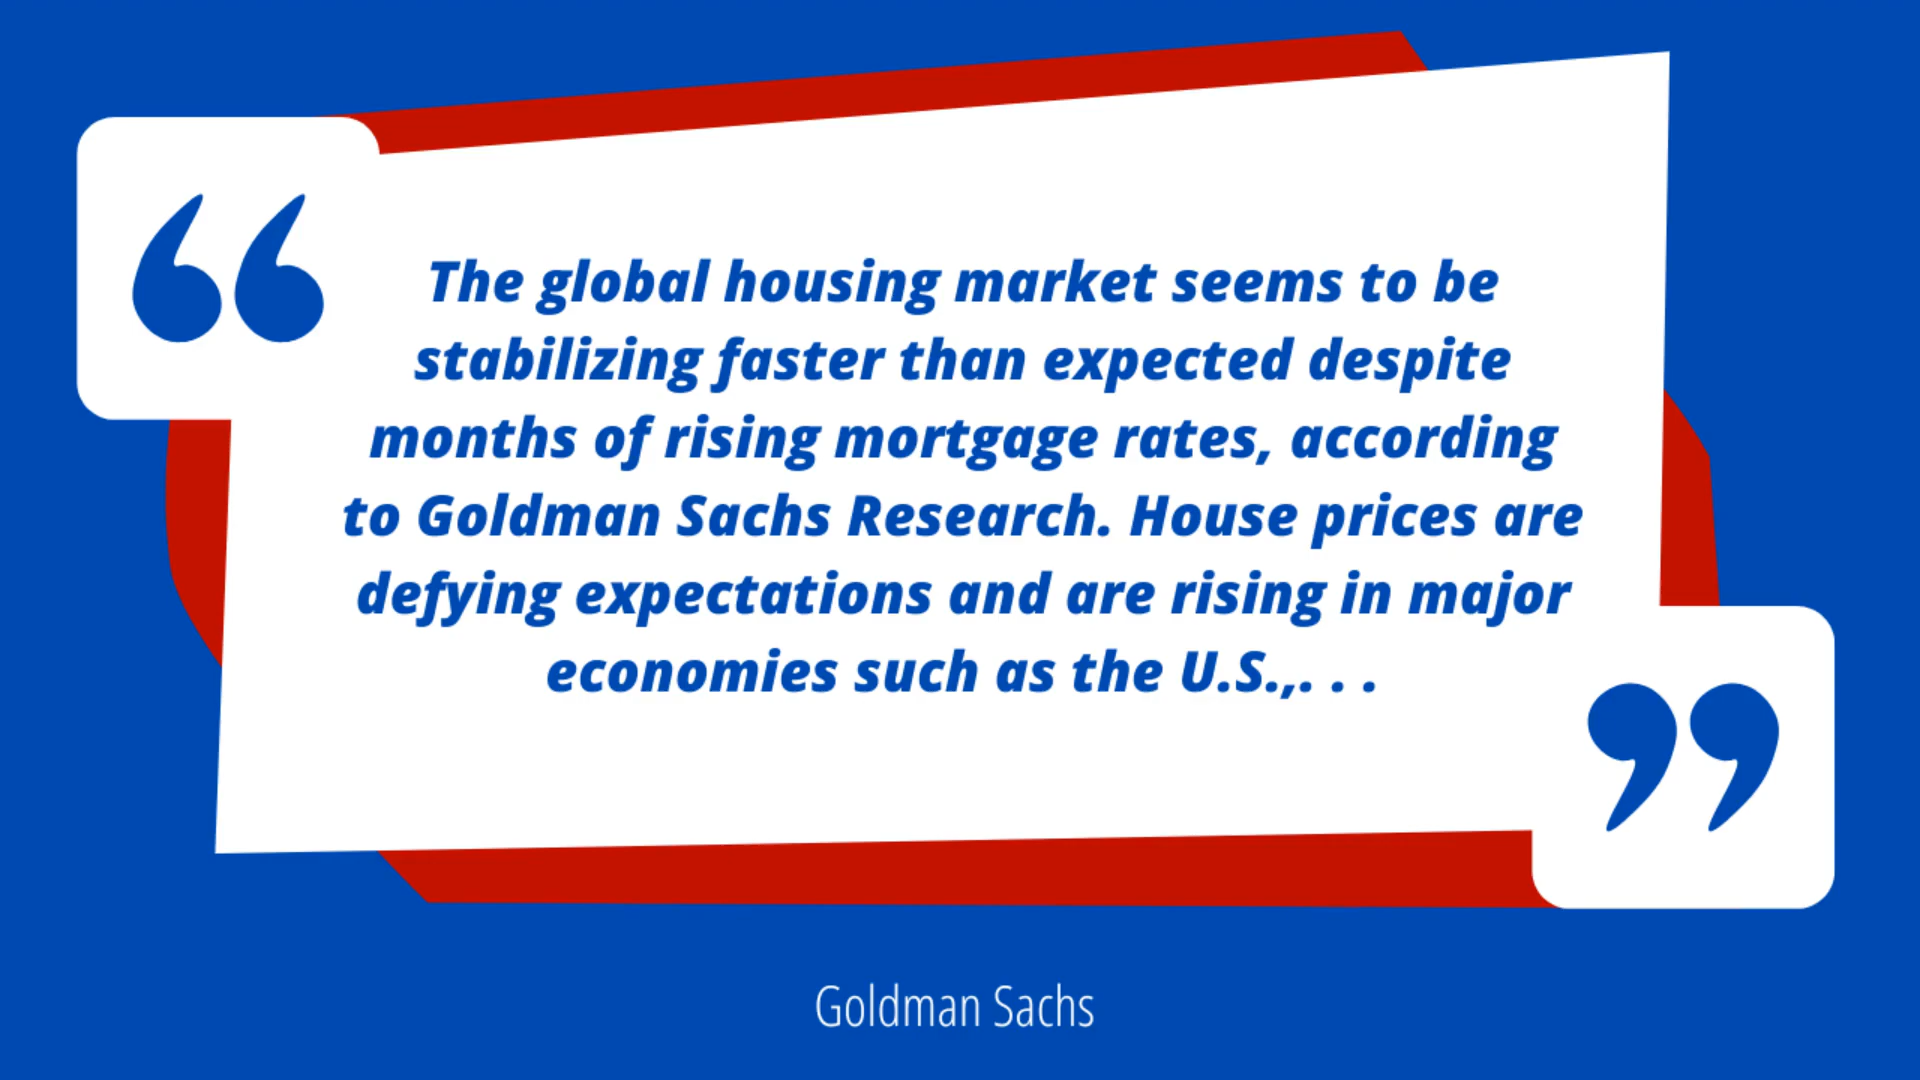 “
The global housing market seems to be
stabilizing faster than expected despite
months of rising mortgage rates, according
to Goldman Sachs Research. House prices are
defying expectations and are rising in major
economies such as the U.S.,. . .
”
Goldman Sachs